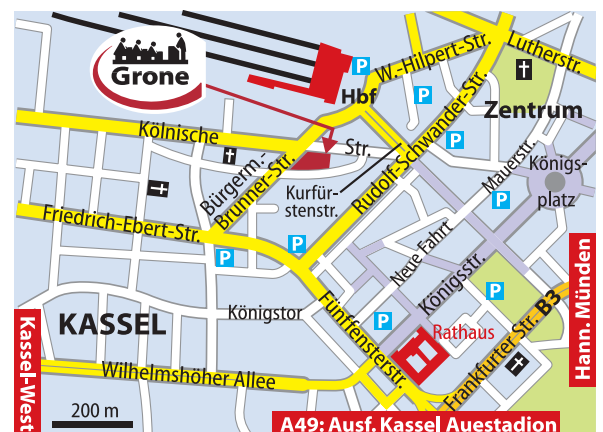 Grone
P
W.-Hilpert-Str.
Lutherstr.
Hbf
P
Zentrum
Kölnische
Str.
P
Bürgerm.-
Brunner-Str.
Rudolf-Schwander-Str.
Mauerstr.
Königs-
platz
Kurfür-
stenstr.
P
Friedrich-Ebert-Str.
P
P
Neue Fahrt
Königsstr.
P
Königstor
Fünffensterstr.
P
Rathaus
Frankfurter Str.
B3
Hann. Münden
KASSEL
Kassel-West
Wilhelmshöher Allee
200 m
A49: Ausf. Kassel Auestadion